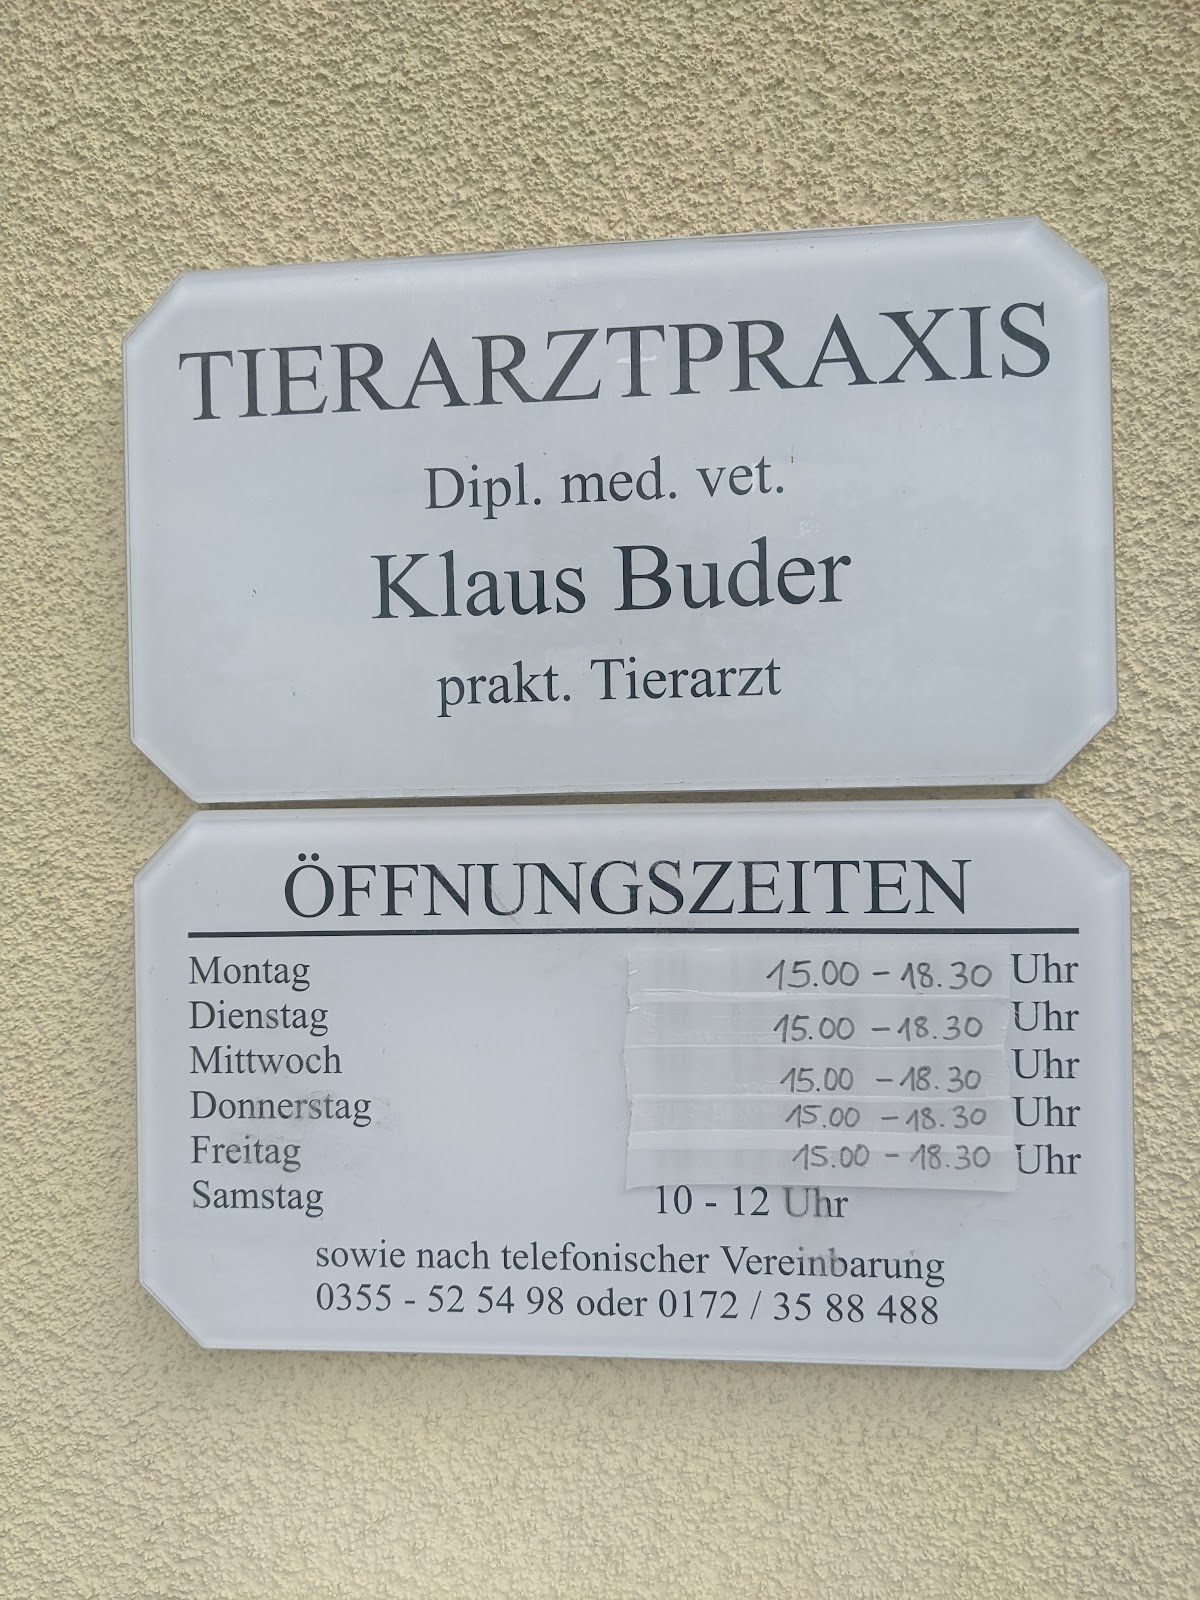 TIERARZTPRAXIS
Dipl. med. vet.
Klaus Buder
prakt. Tierarzt
ÖFFNUNGSZEITEN
Montag 15.00 - 18.30 Uhr
Dienstag 15.00 - 18.30 Uhr
Mittwoch 15.00 - 18.30 Uhr
Donnerstag 15.00 - 18.30 Uhr
Freitag 15.00 - 18.30 Uhr
Samstag 10 - 12 Uhr
sowie nach telefonischer Vereinbarung
0355 - 52 54 98 oder 0172 / 35 88 488